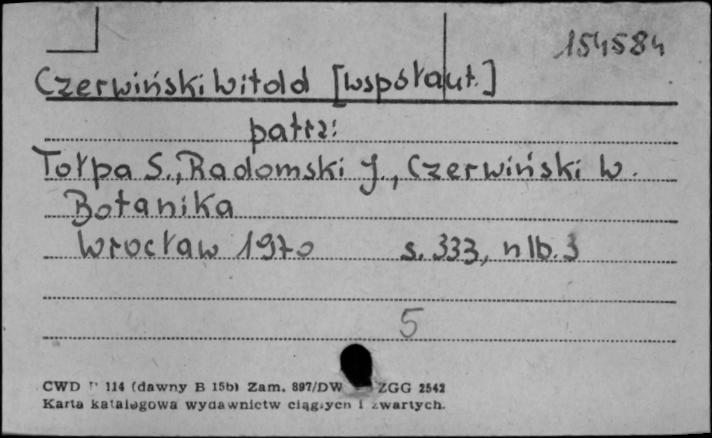 154584
Czerwiński Witold [współaut.]
patrz:
Tołpa S., Radomski J., Czerwiński W.
Botanika
Wrocław 1970 s. 333, nlb. 3
5
CWD 114 (dawny B 15b) Zam. 897/DW ZGG 2542
Karta katalogowa wydawnictw ciągłych i zwartych.